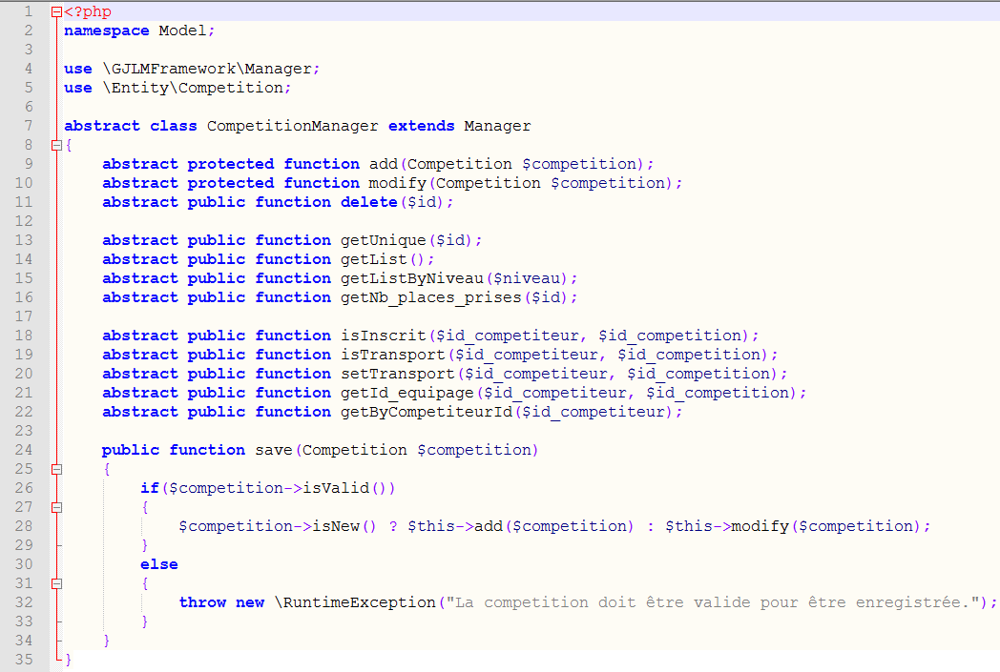 1 <?php
2 namespace Model;
3
4 use \GJLMFramework\Manager;
5 use \Entity\Competition;
6
7 abstract class CompetitionManager extends Manager
8 {
9 abstract protected function add(Competition $competition);
10 abstract protected function modify(Competition $competition);
11 abstract public function delete($id);
12
13 abstract public function getUnique($id);
14 abstract public function getList();
15 abstract public function getListByNiveau($niveau);
16 abstract public function getNb_places_prises($id);
17
18 abstract public function isInscrit($id_competiteur, $id_competition);
19 abstract public function isTransport($id_competiteur, $id_competition);
20 abstract public function setTransport($id_competiteur, $id_competition);
21 abstract public function getId_equipage($id_competiteur, $id_competition);
22 abstract public function getByCompetiteurId($id_competiteur);
23
24 public function save(Competition $competition)
25 {
26 if($competition->isValid())
27 {
28 $competition->isNew() ? $this->add($competition) : $this->modify($competition);
29 }
30 else
31 {
32 throw new \RuntimeException("La competition doit être valide pour être enregistrée.");
33 }
34 }
35 }